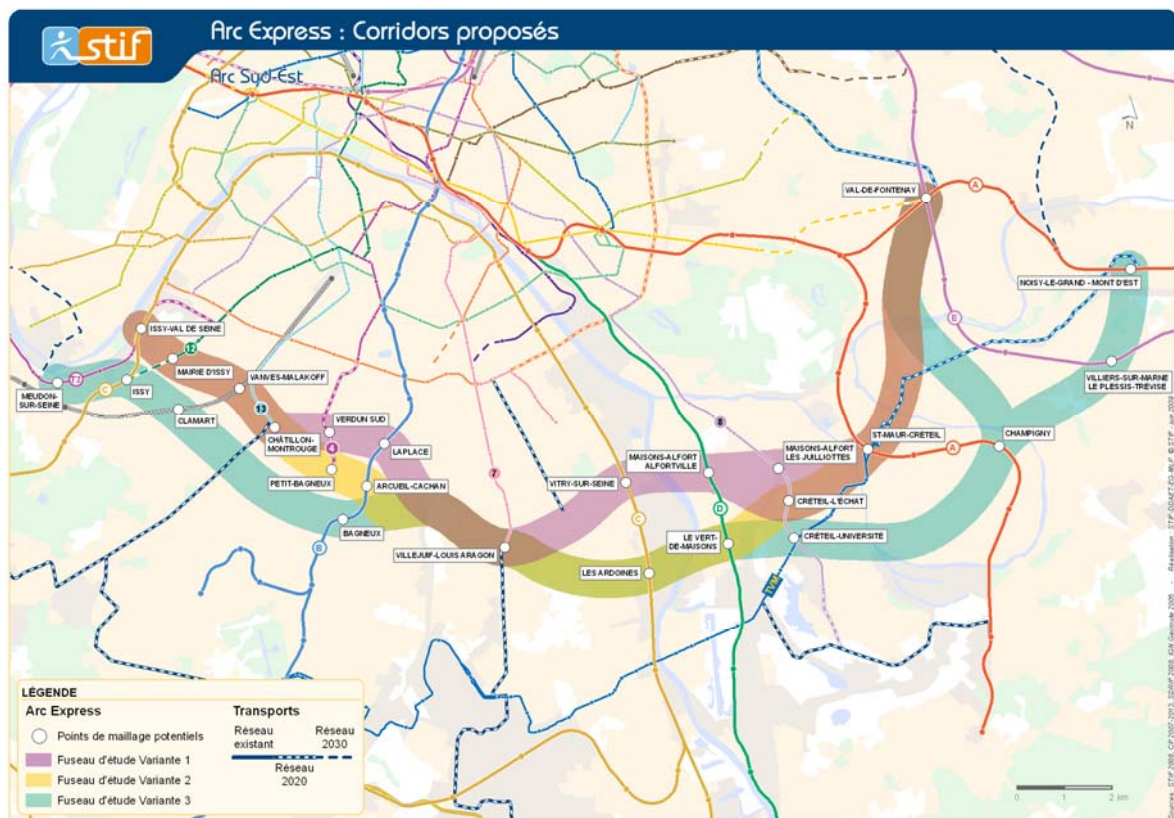 stif
Arc Express : Corridors proposés
Arc Sud-Est
N
VAL-DE-FONTENAY
A
NOISY-LE-GRAND - MONT D'EST
E
ISSY-VAL DE SEINE
12
MAIRIE D'ISSY
T2
MEUDON-
SUR-SEINE
C
ISSY
VANVES-MALAKOFF
CLAMART
13
CHÂTILLON-
MONTROUGE
VERDUN SUD
4
LAPLACE
PETIT-BAGNEUX
ARCUEIL-CACHAN
BAGNEUX
B
7
VILLEJUIF-LOUIS ARAGON
VITRY-SUR-SEINE
C
LES ARDOINES
MAISONS-ALFORT
ALFORTVILLE
D
LE VERT-
DE-MAISONS
8
MAISONS-ALFORT
LES JUILLIOTTES
CRÉTEIL-L'ÉCHAT
CRÉTEIL-UNIVERSITÉ
TVM
ST-MAUR-CRÉTEIL
A
CHAMPIGNY
VILLIERS-SUR-MARNE
LE PLESSIS-TRÉVISE
LÉGENDE
Arc Express
Points de maillage potentiels
Fuseau d'étude Variante 1
Fuseau d'étude Variante 2
Fuseau d'étude Variante 3
Transports
Réseau
existant
Réseau
2030
Réseau
2020
0 1 2 km